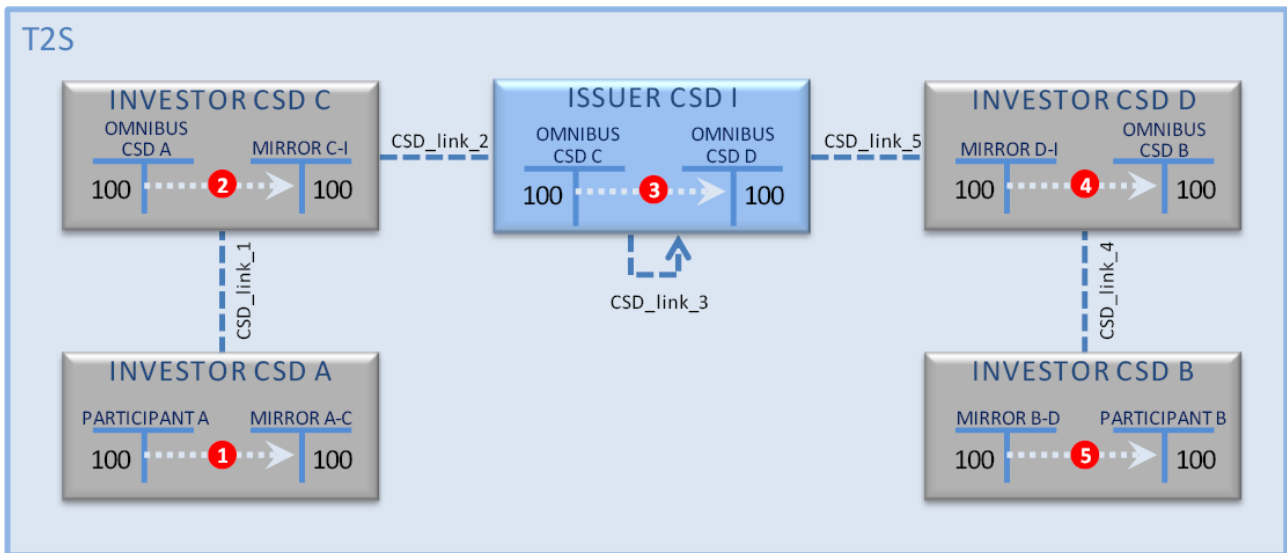 T2S
INVESTOR CSD C
OMNIBUS
CSD A
MIRROR C-I
100
2
100
CSD_link_2
ISSUER CSD I
OMNIBUS
CSD C
OMNIBUS
CSD D
100
3
100
CSD_link_5
INVESTOR CSD D
MIRROR D-I
OMNIBUS
CSD B
100
4
100
CSD_link_1
CSD_link_3
CSD_link_4
INVESTOR CSD A
PARTICIPANT A
MIRROR A-C
100
1
100
INVESTOR CSD B
MIRROR B-D
PARTICIPANT B
100
5
100